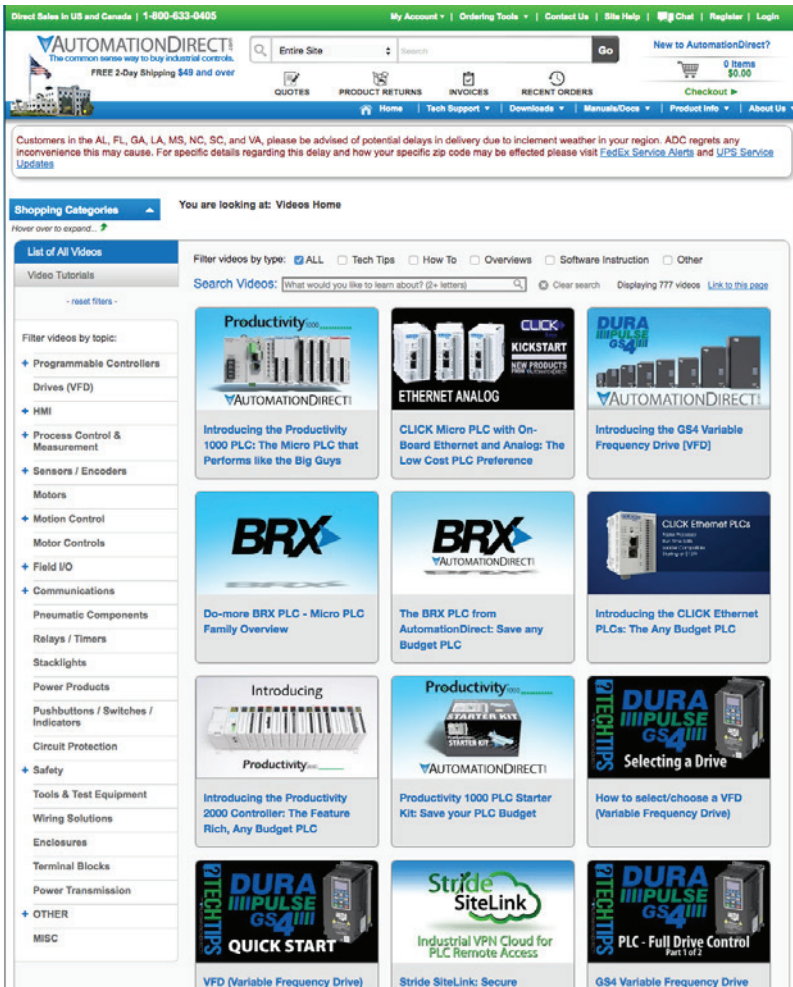 Direct Sales in US and Canada | 1-800-633-0405
My Account | Ordering Tools | Contact Us | Site Help | Chat | Register | Login
AUTOMATIONDIRECT
The common sense way to buy industrial controls.
FREE 2-Day Shipping $49 and over
Entire Site
Search
Go
New to AutomationDirect?
0 Items
$0.00
QUOTES
PRODUCT RETURNS
INVOICES
RECENT ORDERS
Checkout
Home | Tech Support | Downloads | Manuals/Docs | Product Info | About Us
Customers in the AL, FL, GA, LA, MS, NC, SC, and VA, please be advised of potential delays in delivery due to inclement weather in your region. ADC regrets any
inconvenience this may cause. For specific details regarding this delay and how your specific zip code may be effected please visit FedEx Service Alerts and UPS Service
Updates
Shopping Categories
Hover over to expand...
You are looking at: Videos Home
List of All Videos
Video Tutorials
- reset filters -
Filter videos by topic:
+ Programmable Controllers
Drives (VFD)
+ HMI
+ Process Control &
Measurement
+ Sensors / Encoders
Motors
+ Motion Control
Motor Controls
+ Field I/O
+ Communications
Pneumatic Components
Relays / Timers
Stacklights
Power Products
Pushbuttons / Switches /
Indicators
Circuit Protection
+ Safety
Tools & Test Equipment
Wiring Solutions
Enclosures
Terminal Blocks
Power Transmission
+ OTHER
MISC
Filter videos by type: ALL Tech Tips How To Overviews Software Instruction Other
Search Videos: What would you like to learn about? (2+ letters) Clear search Displaying 777 videos Link to this page
Productivity1000
AUTOMATIONDIRECT
Introducing the Productivity
1000 PLC: The Micro PLC that
Performs like the Big Guys
CLICK
KICKSTART
NEW PRODUCTS
ETHERNET ANALOG
CLICK Micro PLC with On-
Board Ethernet and Analog: The
Low Cost PLC Preference
DURA
PULSE
GS4
AUTOMATIONDIRECT
Introducing the GS4 Variable
Frequency Drive [VFD]
BRX
Do-more BRX PLC - Micro PLC
Family Overview
BRX
AUTOMATIONDIRECT
The BRX PLC from
AutomationDirect: Save any
Budget PLC
CLICK Ethernet PLCs
Introducing the CLICK Ethernet
PLCs: The Any Budget PLC
Introducing
Productivity
Introducing the Productivity
2000 Controller: The Feature
Rich, Any Budget PLC
Productivity1000
STARTER KIT
AUTOMATIONDIRECT
Productivity 1000 PLC Starter
Kit: Save your PLC Budget
TECH TIPS
DURA
PULSE
GS4
Selecting a Drive
How to select/choose a VFD
(Variable Frequency Drive)
TECH TIPS
DURA
PULSE
GS4
QUICK START
VFD (Variable Frequency Drive)
Stride
SiteLink
Industrial VPN Cloud for
PLC Remote Access
Stride SiteLink: Secure
TECH TIPS
DURA
PULSE
GS4
PLC - Full Drive Control
Part 1 of 2
GS4 Variable Frequency Drive